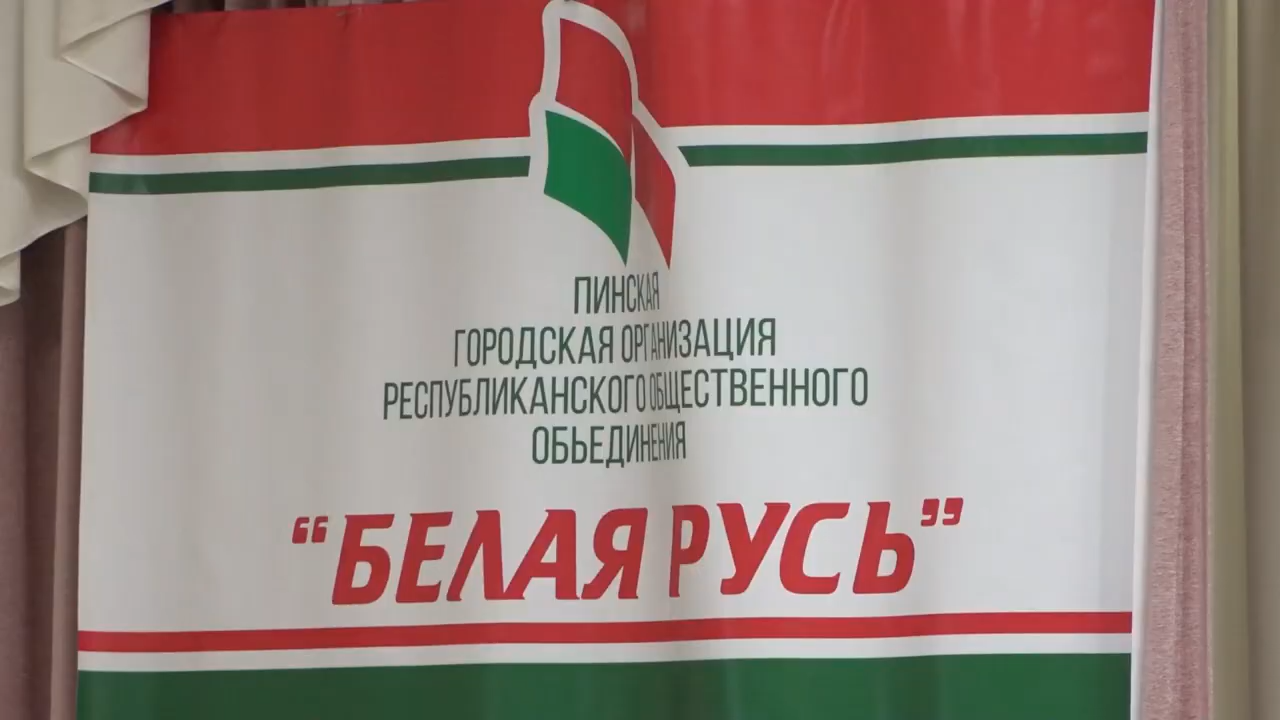 ПИНСКАЯ
ГОРОДСКАЯ ОРГАНИЗАЦИЯ
РЕСПУБЛИКАНСКОГО ОБЩЕСТВЕННОГО
ОБЬЕДИНЕНИЯ
“БЕЛАЯ РУСЬ”